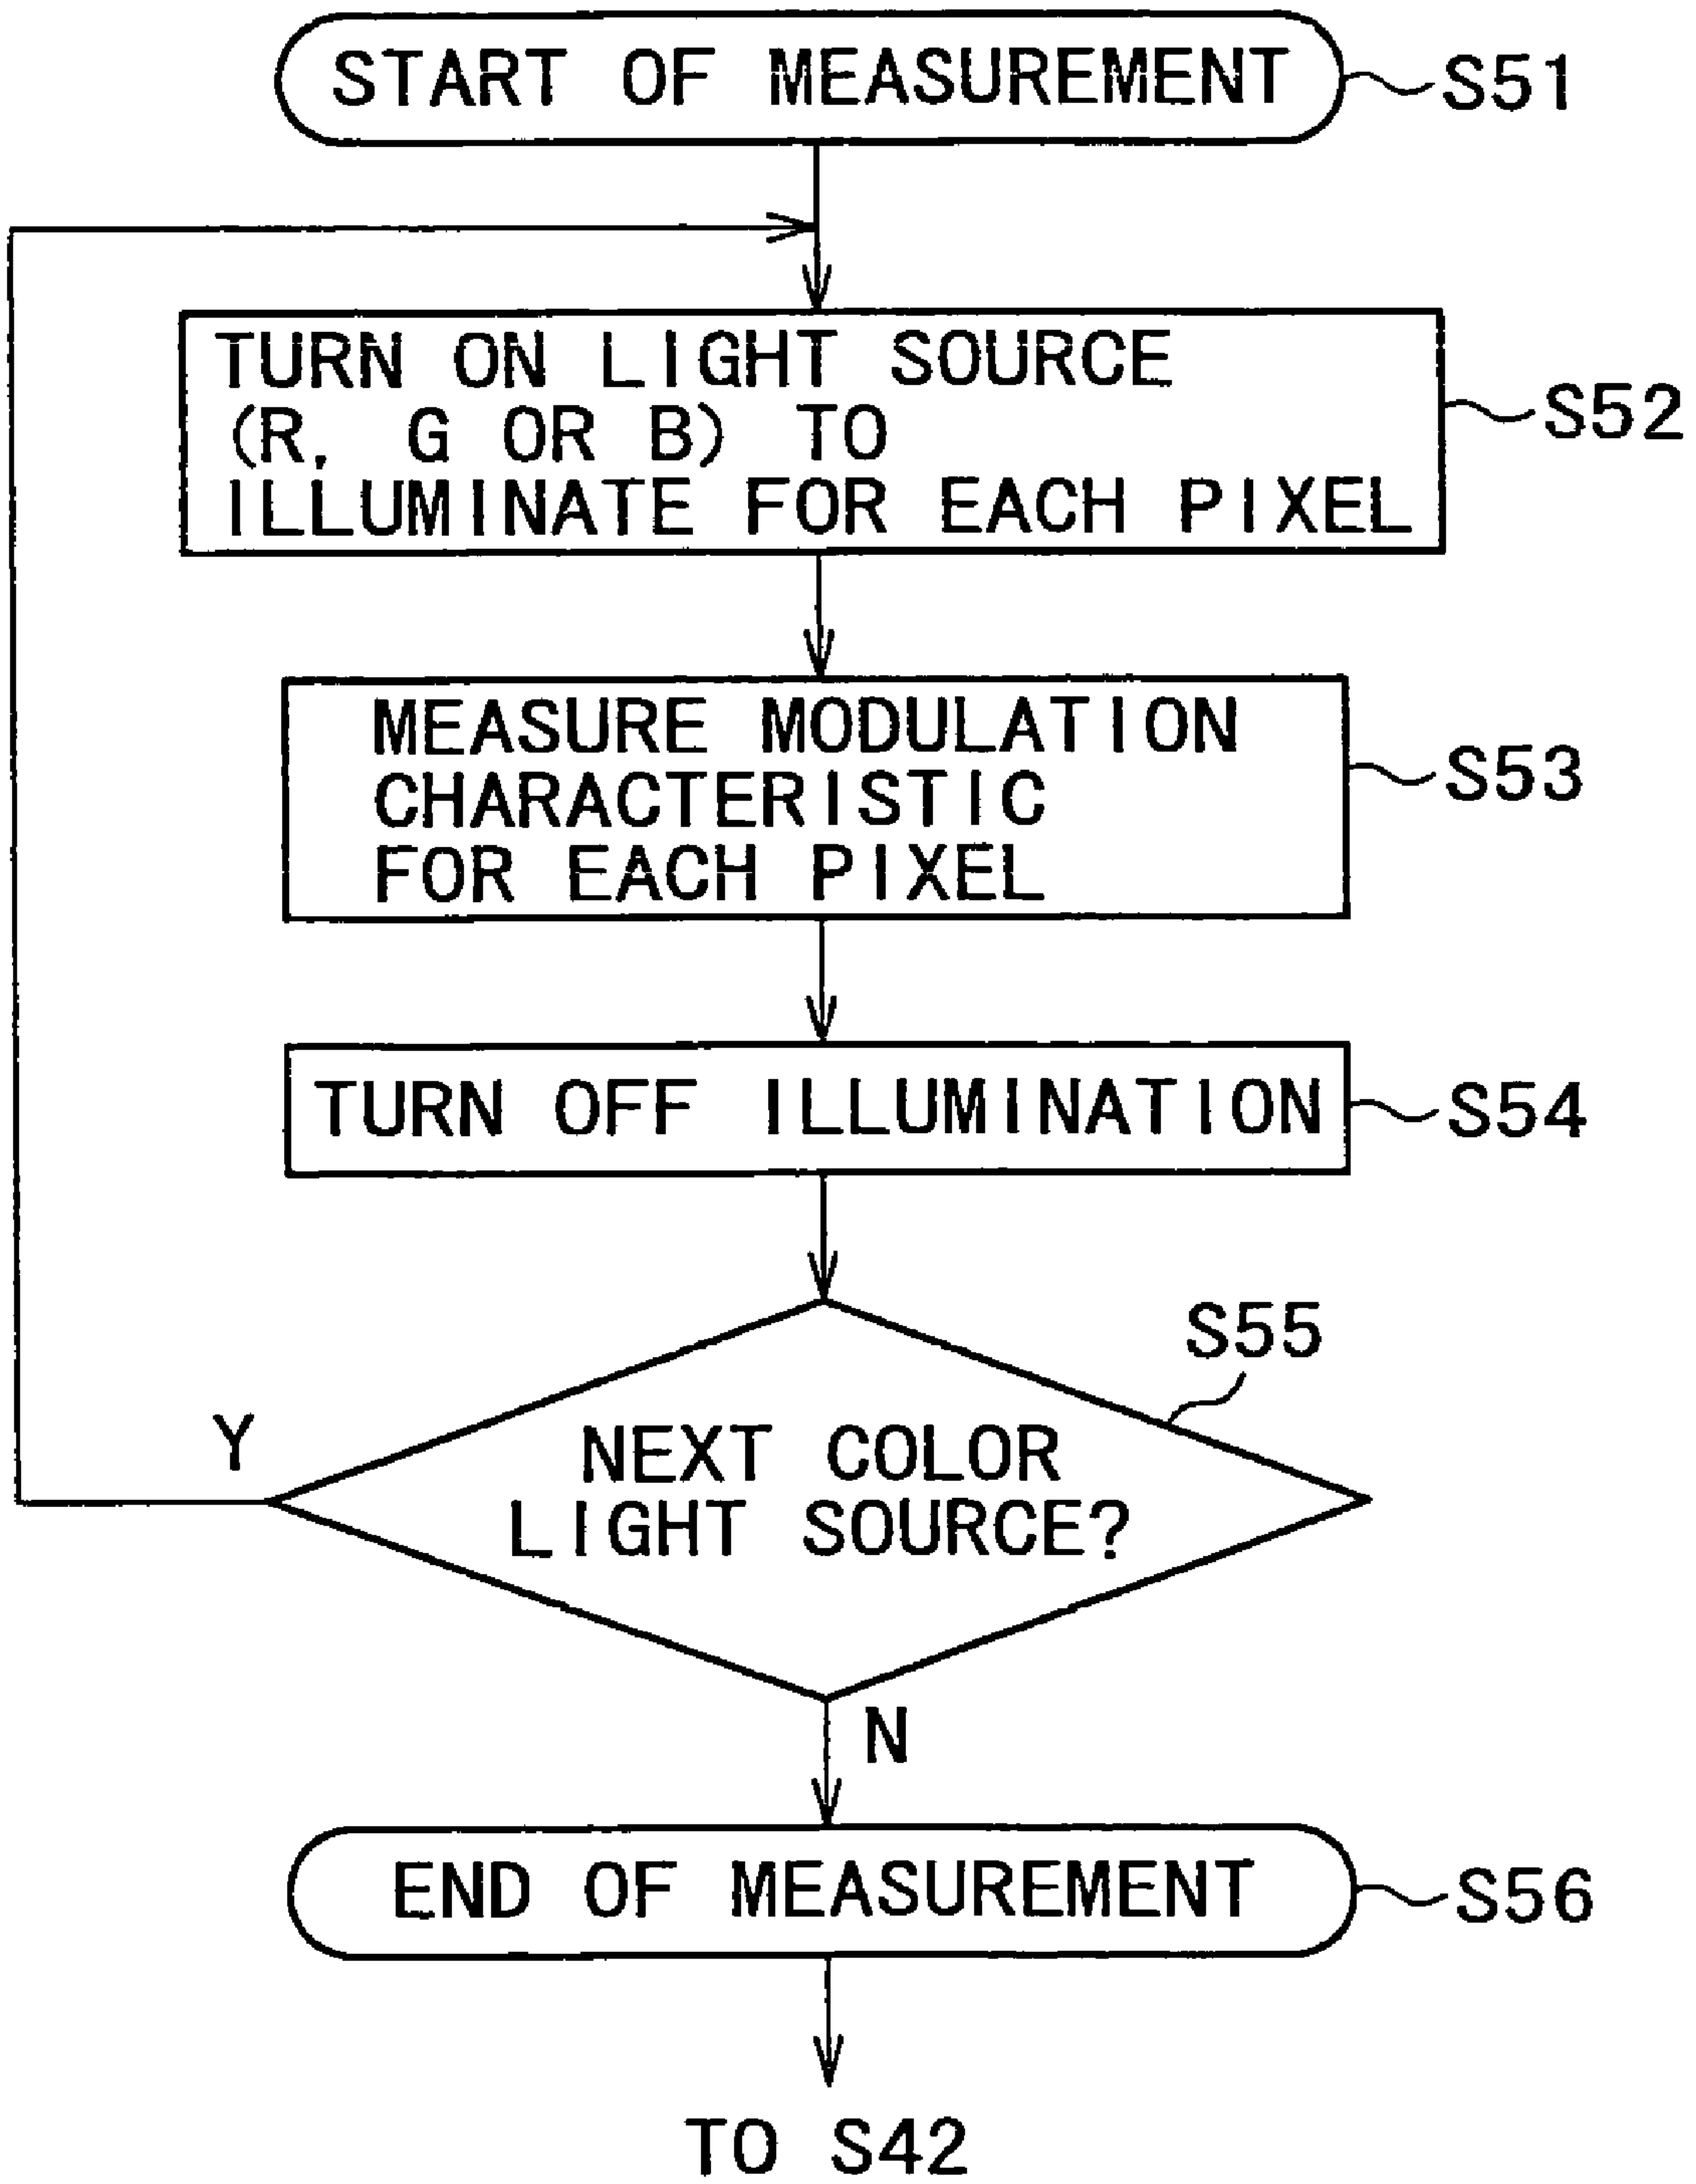 START OF MEASUREMENT
S51
TURN ON LIGHT SOURCE
(R, G OR B) TO
ILLUMINATE FOR EACH PIXEL
S52
MEASURE MODULATION
CHARACTERISTIC
FOR EACH PIXEL
S53
TURN OFF ILLUMINATION
S54
S55
NEXT COLOR
LIGHT SOURCE?
Y
N
END OF MEASUREMENT
S56
TO S42